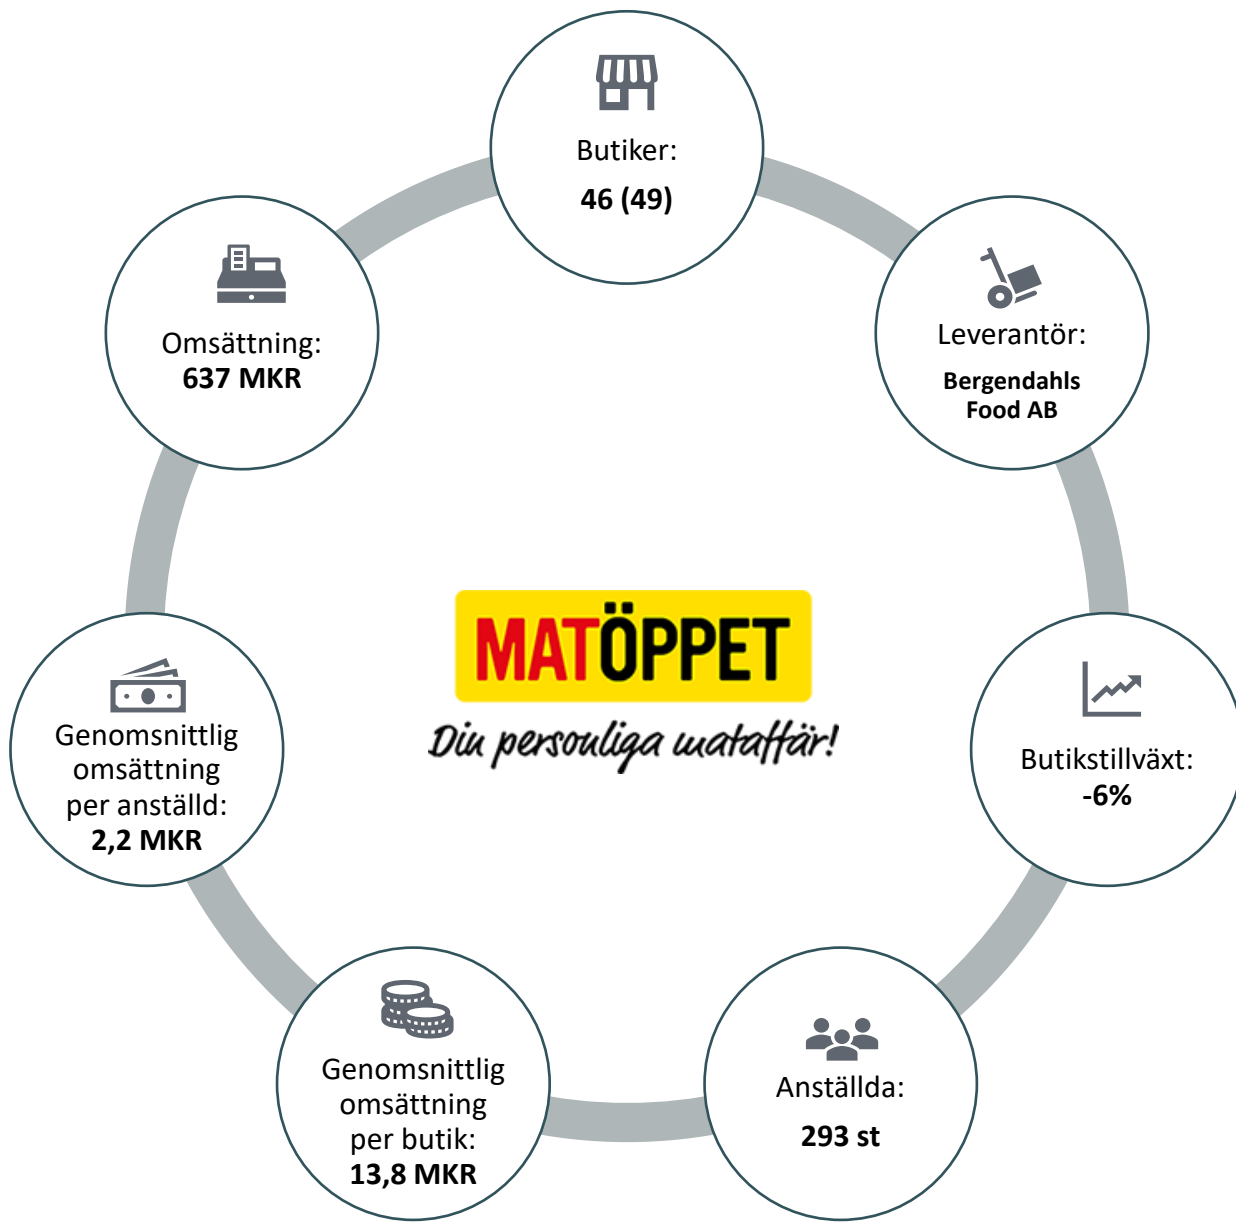 Butiker:
46 (49)
Leverantör:
Bergendahls
Food AB
Butikstillväxt:
-6%
Anställda:
293 st
Genomsnittlig
omsättning
per butik:
13,8 MKR
Genomsnittlig
omsättning
per anställd:
2,2 MKR
Omsättning:
637 MKR
MATÖPPET
Din personliga mataffär!